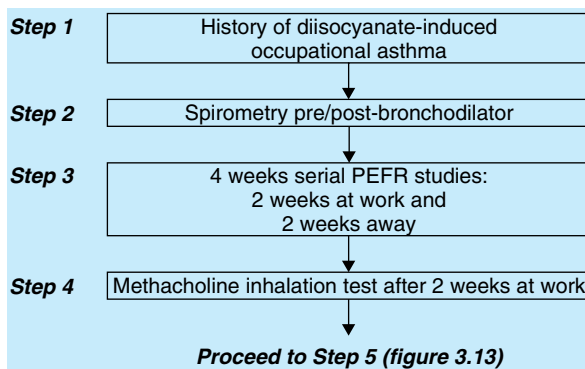 Step 1
History of diisocyanate-induced
occupational asthma
Step 2
Spirometry pre/post-bronchodilator
Step 3
4 weeks serial PEFR studies:
2 weeks at work and
2 weeks away
Step 4
Methacholine inhalation test after 2 weeks at work
Proceed to Step 5 (figure 3.13)